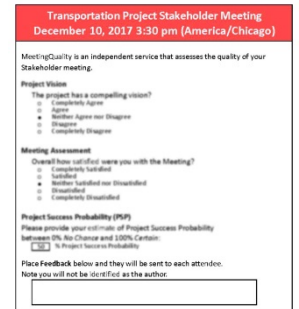 Transportation Project Stakeholder Meeting
December 10, 2017 3:30 pm (America/Chicago)
MeetingQuality is an independent service that assesses the quality of your
Stakeholder meeting.
Project Vision
The project has a compelling vision?
Completely Agree
Agree
Neither Agree nor Disagree
Disagree
Completely Disagree
Meeting Assessment
Overall how satisfied were you with the Meeting?
Completely Satisfied
Satisfied
Neither Satisfied nor Dissatisfied
Dissatisfied
Completely Dissatisfied
Project Success Probability (PSP)
Please provide your estimate of Project Success Probability
between 0% No Chance and 100% Certain:
50 % Project Success Probability
Place Feedback below and they will be sent to each attendee.
Note you will not be identified as the author.